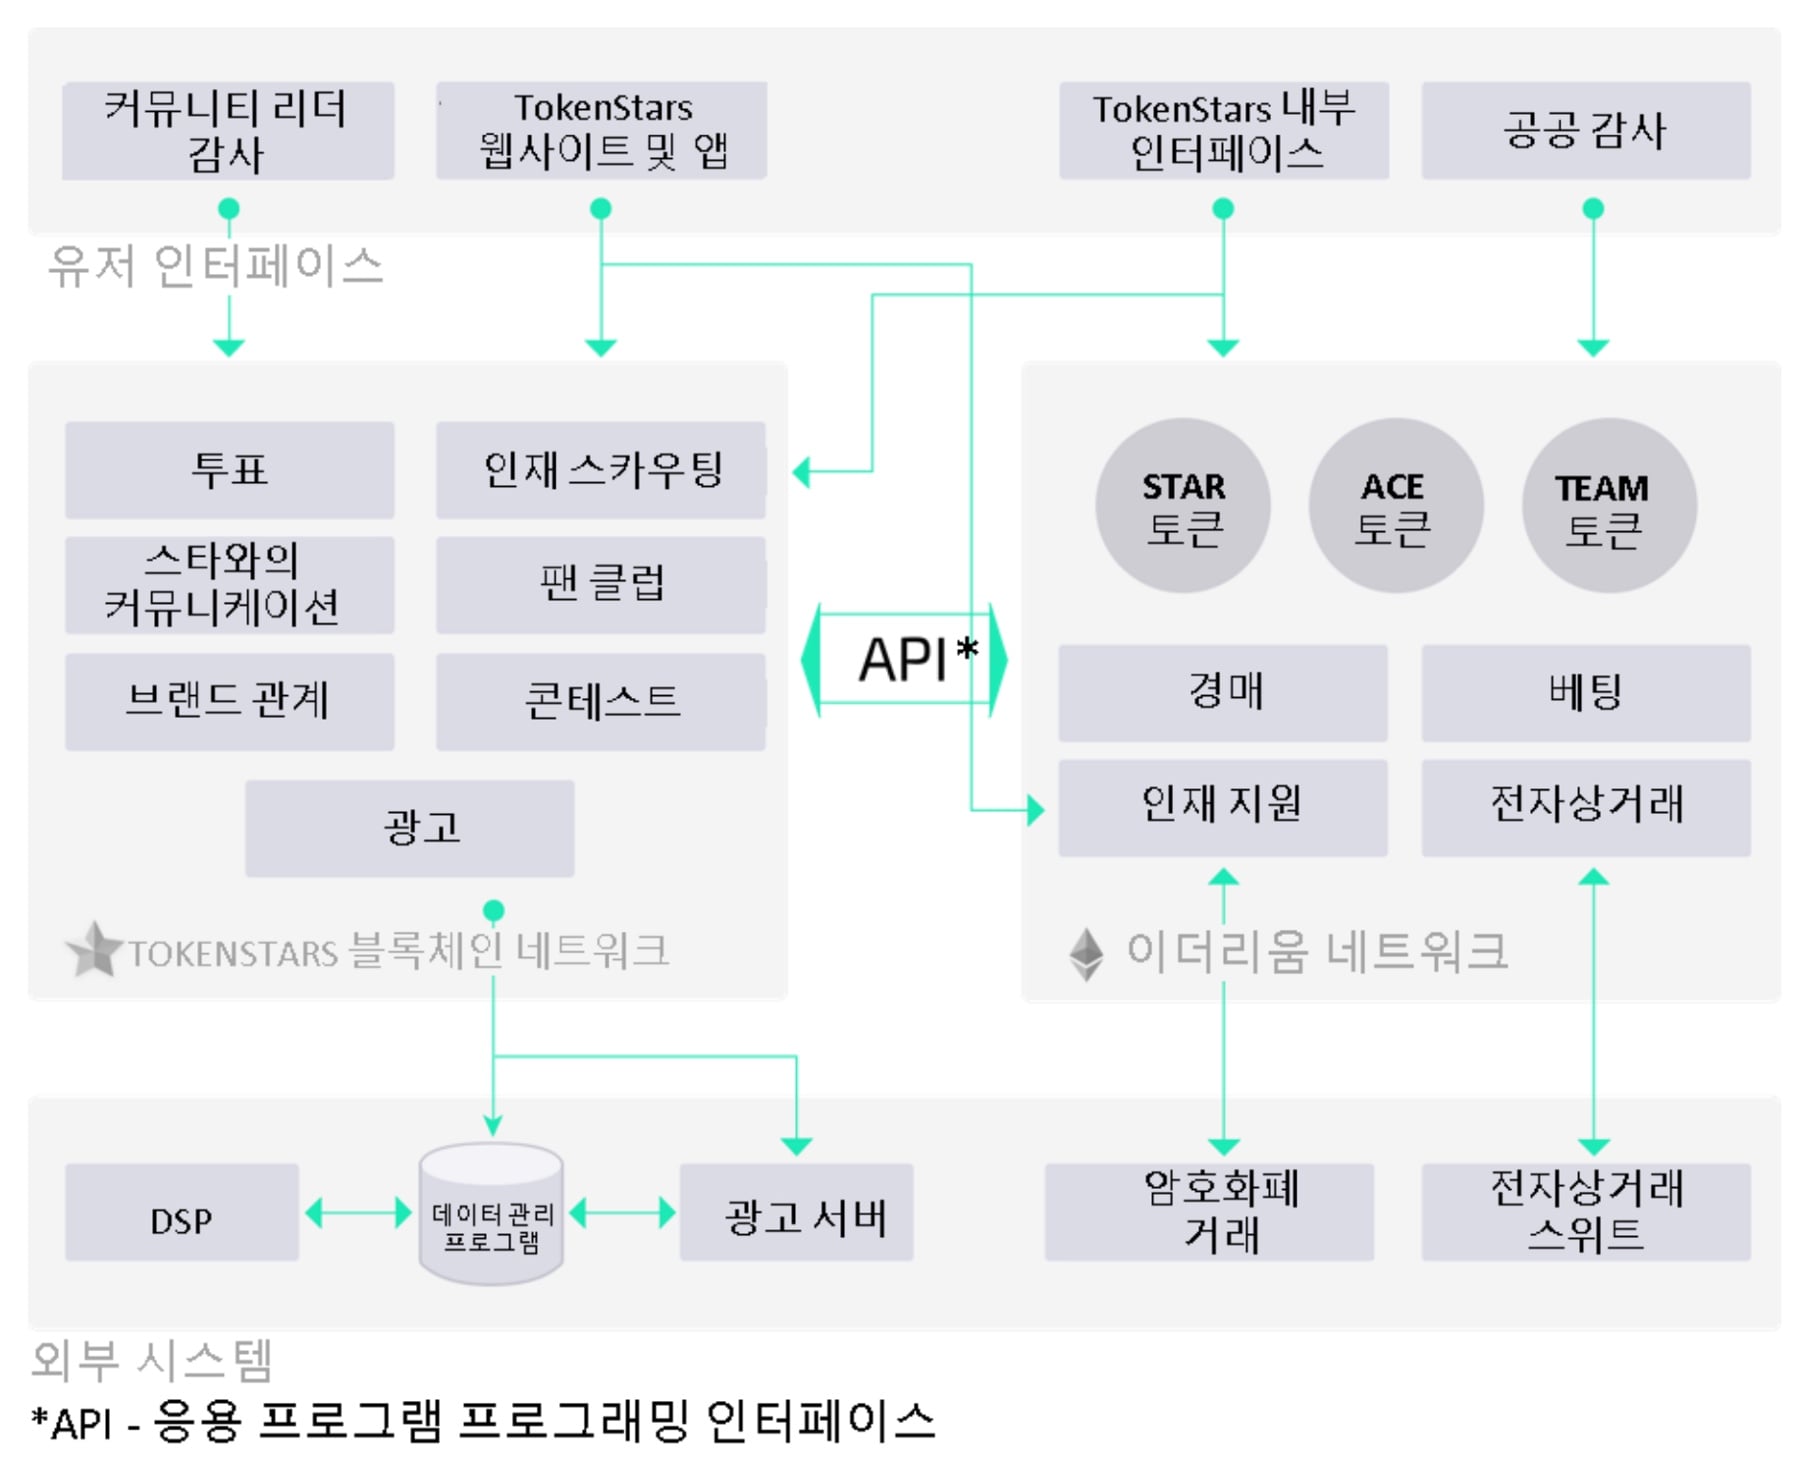 커뮤니티 리더
감사
TokenStars
웹사이트 및 앱
TokenStars 내부
인터페이스
공공 감사
유저 인터페이스
투표
인재 스카우팅
스타와의
커뮤니케이션
팬 클럽
브랜드 관계
콘테스트
광고
TOKENSTARS 블록체인 네트워크
API*
STAR
토큰
ACE
토큰
TEAM
토큰
경매
베팅
인재 지원
전자상거래
이더리움 네트워크
DSP
데이터 관리
프로그램
광고 서버
암호화폐
거래
전자상거래
스위트
외부 시스템
*API - 응용 프로그램 프로그래밍 인터페이스